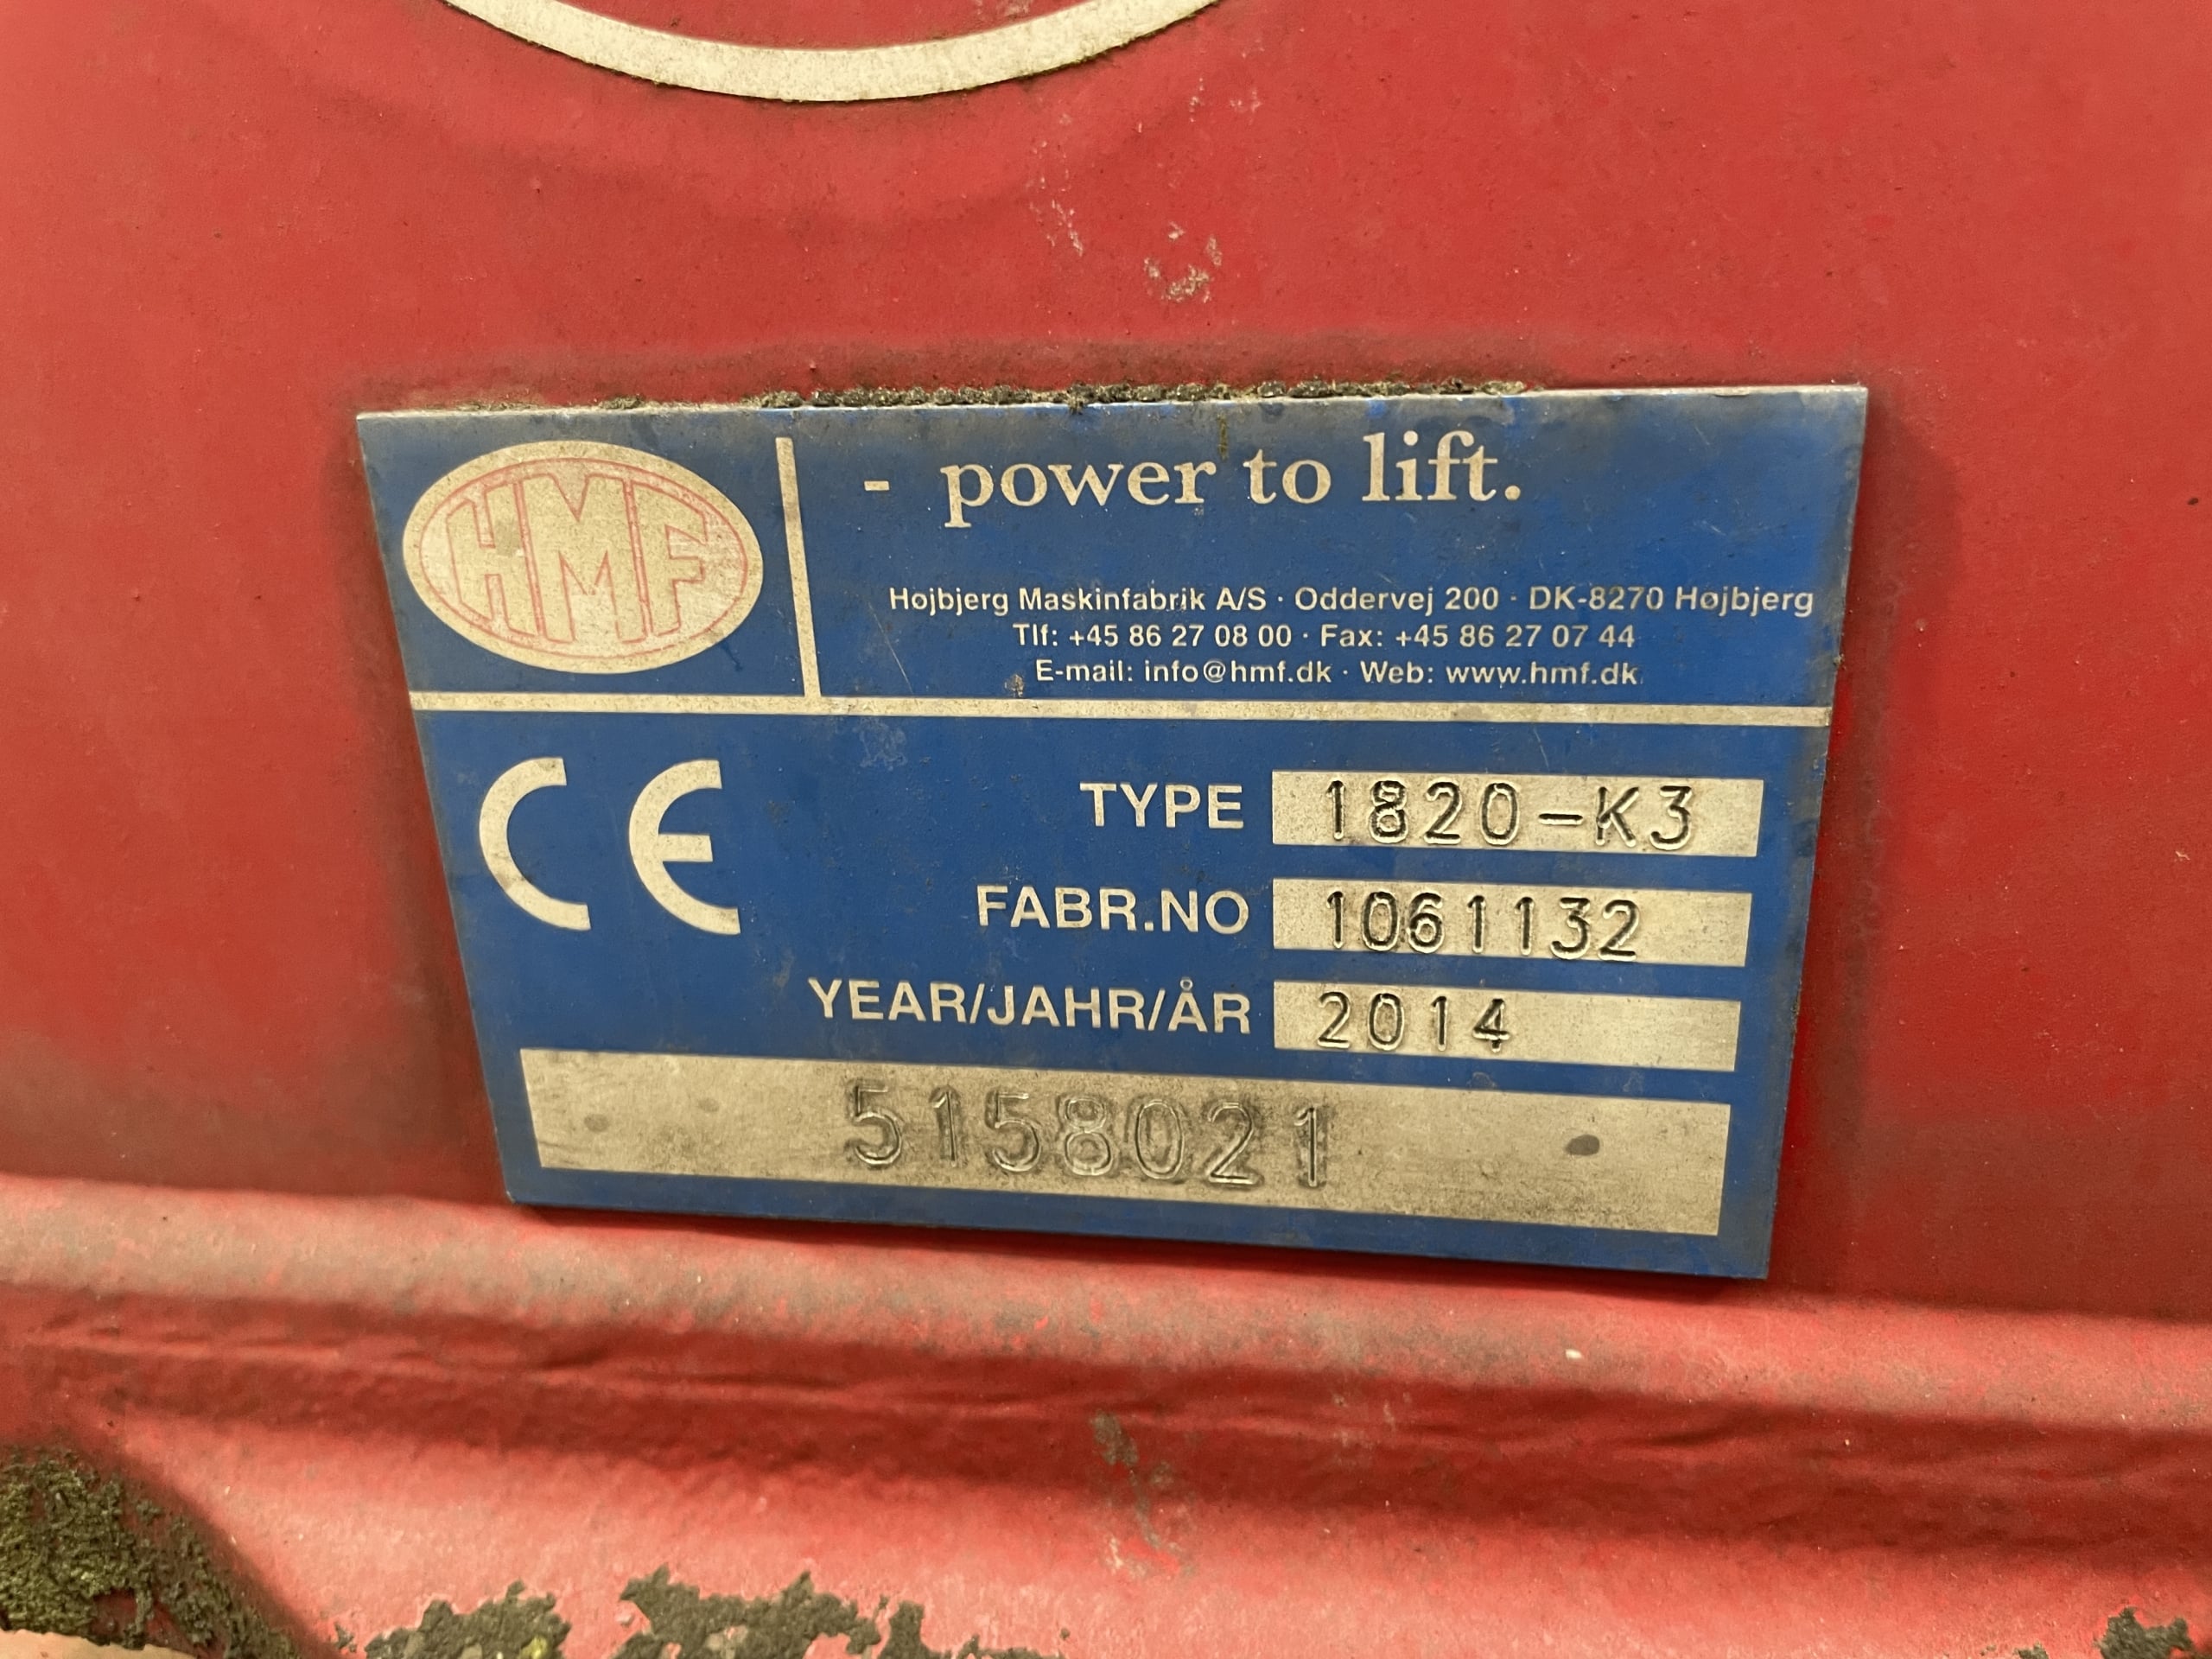 HMF
- power to lift.
Højbjerg Maskinfabrik A/S · Oddervej 200 · DK-8270 Højbjerg
Tlf: +45 86 27 08 00 · Fax: +45 86 27 07 44
E-mail: info@hmf.dk · Web: www.hmf.dk
CE
TYPE 1820-K3
FABR.NO 1061132
YEAR/JAHR/ÅR 2014
5158021